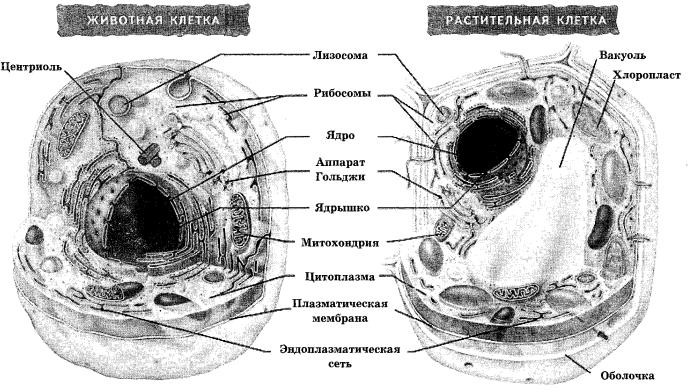 ЖИВОТНАЯ КЛЕТКА
РАСТИТЕЛЬНАЯ КЛЕТКА
Центриоль
Лизосома
Рибосомы
Ядро
Аппарат
Гольджи
Ядрышко
Митохондрия
Цитоплазма
Плазматическая
мембрана
Эндоплазматическая
сеть
Вакуоль
Хлоропласт
Оболочка